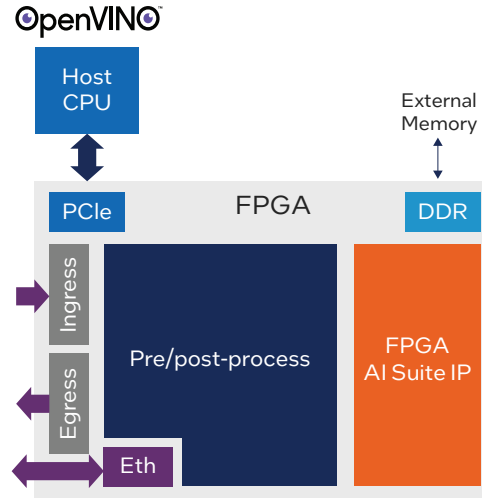 OpenVINO
Host
CPU
External
Memory
PCIe
FPGA
DDR
Ingress
Pre/post-process
FPGA
AI Suite IP
Egress
Eth